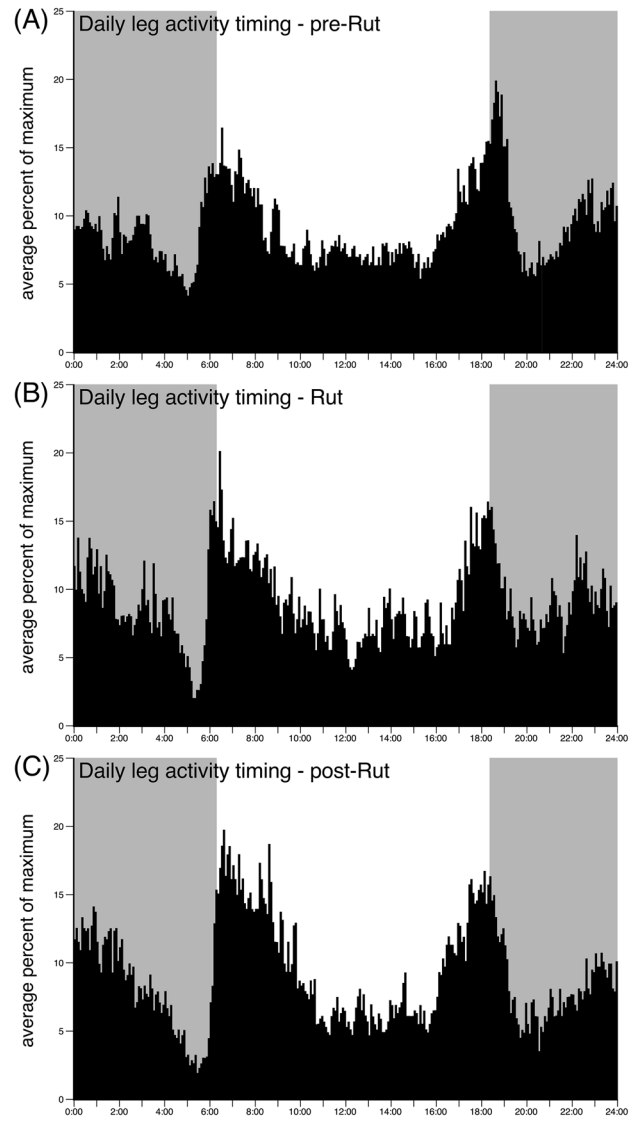 (A)
Daily leg activity timing - pre-Rut
average percent of maximum
25
20
15
10
5
0
0:00 2:00 4:00 6:00 8:00 10:00 12:00 14:00 16:00 18:00 20:00 22:00 24:00
(B)
Daily leg activity timing - Rut
average percent of maximum
25
20
15
10
5
0
0:00 2:00 4:00 6:00 8:00 10:00 12:00 14:00 16:00 18:00 20:00 22:00 24:00
(C)
Daily leg activity timing - post-Rut
average percent of maximum
25
20
15
10
5
0
0:00 2:00 4:00 6:00 8:00 10:00 12:00 14:00 16:00 18:00 20:00 22:00 24:00